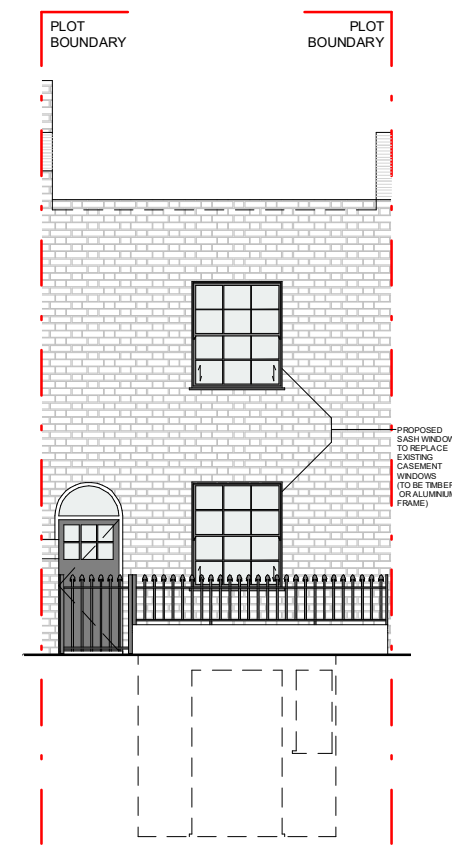 PLOT
BOUNDARY
PLOT
BOUNDARY
PROPOSED
SASH WINDOW
TO REPLACE
EXISTING
CASEMENT
WINDOWS
(TO BE TIMBER
OR ALUMINIUM
FRAME)